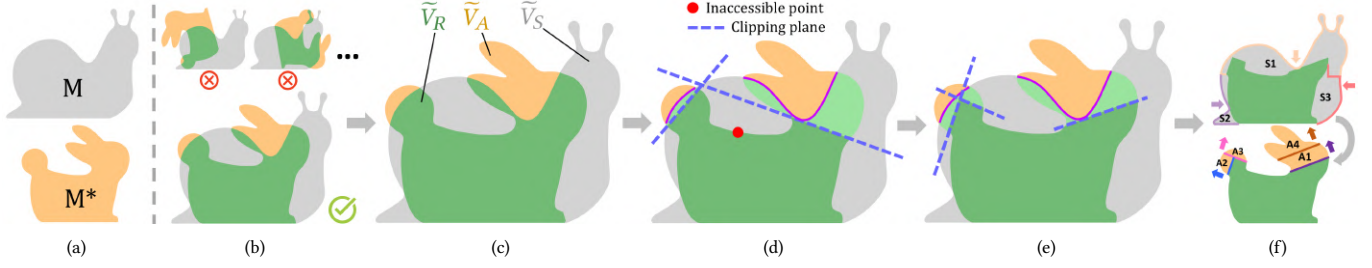 M
M*
...
Ṽ_R
Ṽ_A
Ṽ_S
Inaccessible point
Clipping plane
S1
S3
S2
A3
A2
A4
A1
(a)
(b)
(c)
(d)
(e)
(f)